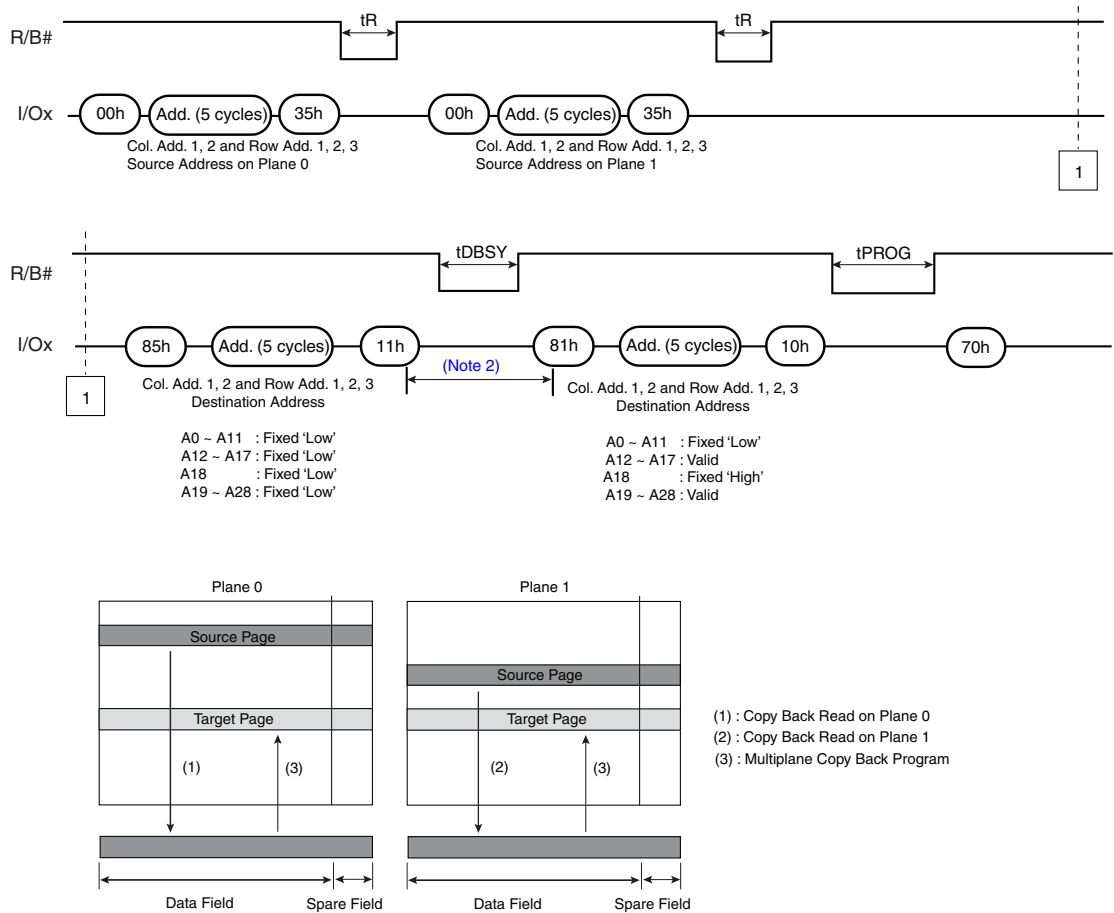 tR
tR
R/B#
I/Ox
00h
Add. (5 cycles)
35h
00h
Add. (5 cycles)
35h
Col. Add. 1, 2 and Row Add. 1, 2, 3
Source Address on Plane 0
Col. Add. 1, 2 and Row Add. 1, 2, 3
Source Address on Plane 1
1
tDBSY
tPROG
R/B#
I/Ox
85h
Add. (5 cycles)
11h
81h
Add. (5 cycles)
10h
70h
(Note 2)
1
Col. Add. 1, 2 and Row Add. 1, 2, 3
Destination Address
Col. Add. 1, 2 and Row Add. 1, 2, 3
Destination Address
A0 ~ A11 : Fixed ‘Low’
A12 ~ A17 : Fixed ‘Low’
A18 : Fixed ‘Low’
A19 ~ A28 : Fixed ‘Low’
A0 ~ A11 : Fixed ‘Low’
A12 ~ A17 : Valid
A18 : Fixed ‘High’
A19 ~ A28 : Valid
Plane 0
Plane 1
Source Page
Source Page
Target Page
Target Page
(1)
(3)
(2)
(3)
(1) : Copy Back Read on Plane 0
(2) : Copy Back Read on Plane 1
(3) : Multiplane Copy Back Program
Data Field
Spare Field
Data Field
Spare Field